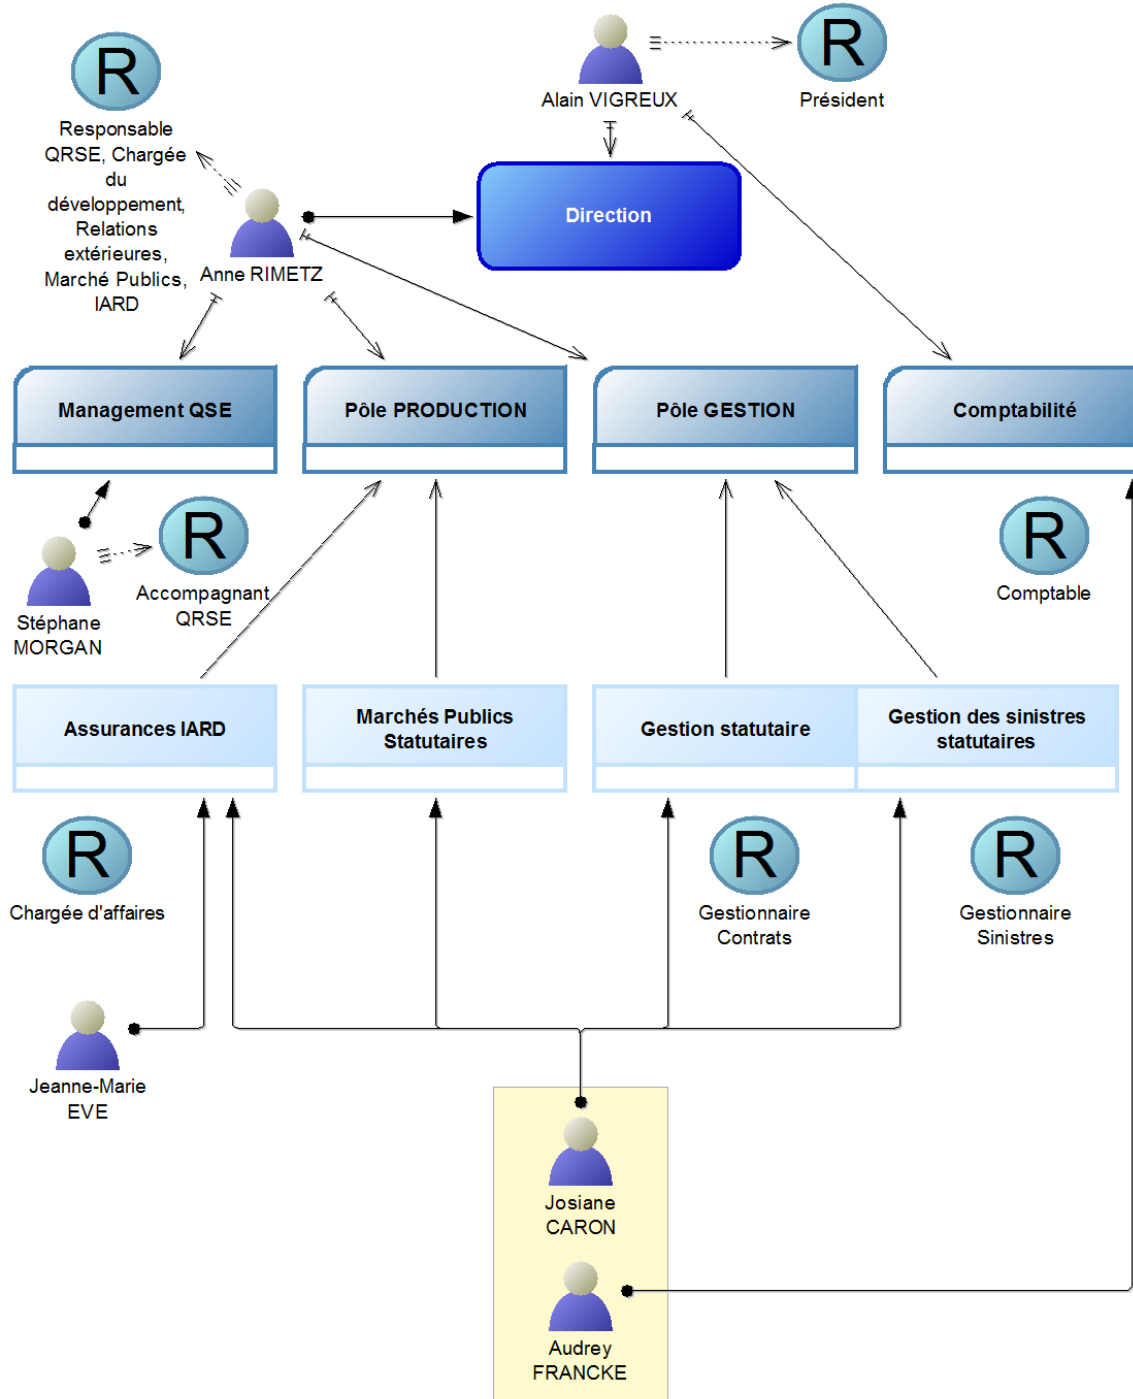 R
Responsable
QRSE, Chargée
du
développement,
Relations
extérieures,
Marché Publics,
IARD
Alain VIGREUX
R
Président
Anne RIMETZ
Direction
Management QSE
Pôle PRODUCTION
Pôle GESTION
Comptabilité
Stéphane
MORGAN
R
Accompagnant
QRSE
R
Comptable
Assurances IARD
Marchés Publics
Statutaires
Gestion statutaire
Gestion des sinistres
statutaires
R
Chargée d'affaires
R
Gestionnaire
Contrats
R
Gestionnaire
Sinistres
Jeanne-Marie
EVE
Josiane
CARON
Audrey
FRANCKE